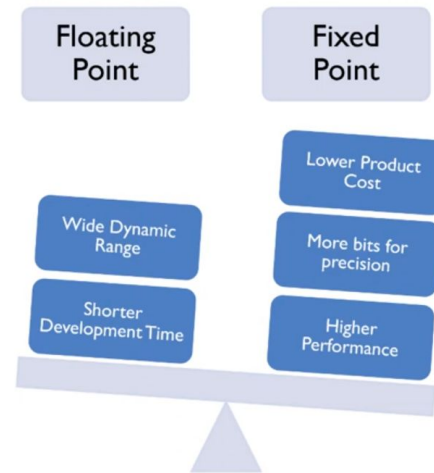 Floating
Point
Fixed
Point
Wide Dynamic
Range
Shorter
Development Time
Lower Product
Cost
More bits for
precision
Higher
Performance